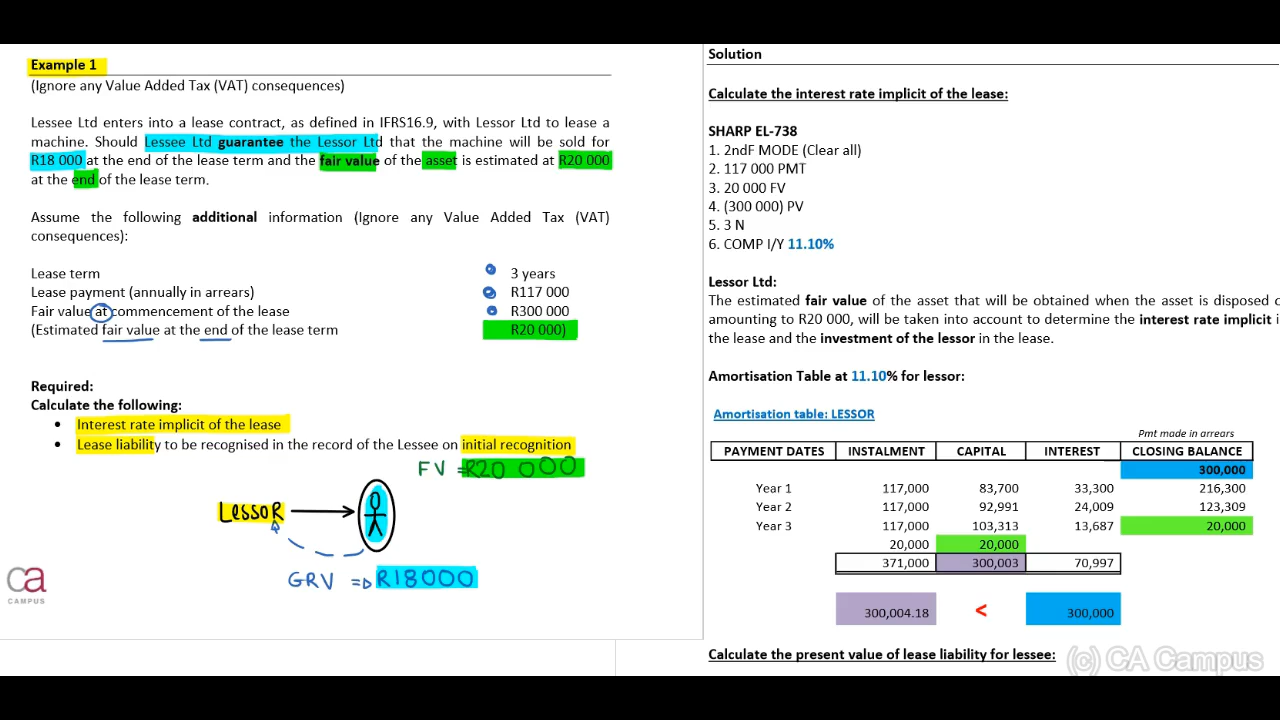 Example 1
(Ignore any Value Added Tax (VAT) consequences)
Lessee Ltd enters into a lease contract, as defined in IFRS16.9, with Lessor Ltd to lease a
machine. Should Lessee Ltd guarantee the Lessor Ltd that the machine will be sold for
R18 000 at the end of the lease term and the fair value of the asset is estimated at R20 000
at the end of the lease term.
Assume the following additional information (Ignore any Value Added Tax (VAT)
consequences):
Lease term 3 years
Lease payment (annually in arrears) R117 000
Fair value at commencement of the lease R300 000
(Estimated fair value at the end of the lease term R20 000)
Required:
Calculate the following:
• Interest rate implicit of the lease
• Lease liability to be recognised in the record of the Lessee on initial recognition
FV = R20 000
LessoR
GRV => R18000
ca
CAMPUS
Solution
Calculate the interest rate implicit of the lease:
SHARP EL-738
1. 2ndF MODE (Clear all)
2. 117 000 PMT
3. 20 000 FV
4. (300 000) PV
5. 3 N
6. COMP I/Y 11.10%
Lessor Ltd:
The estimated fair value of the asset that will be obtained when the asset is disposed
amounting to R20 000, will be taken into account to determine the interest rate implicit
the lease and the investment of the lessor in the lease.
Amortisation Table at 11.10% for lessor:
Amortisation table: LESSOR
Pmt made in arrears
PAYMENT DATES INSTALMENT CAPITAL INTEREST CLOSING BALANCE
300,000
Year 1 117,000 83,700 33,300 216,300
Year 2 117,000 92,991 24,009 123,309
Year 3 117,000 103,313 13,687 20,000
20,000 20,000
371,000 300,003 70,997
300,004.18 < 300,000
Calculate the present value of lease liability for lessee:
(c) CA Campus